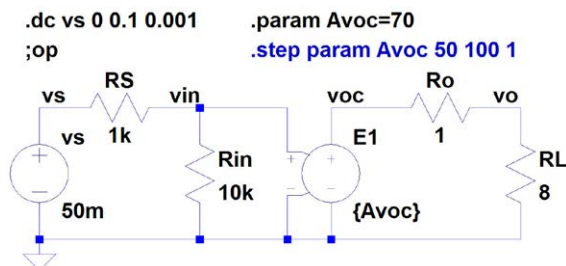 .dc vs 0 0.1 0.001 .param Avoc=70
;op .step param Avoc 50 100 1
vs RS vin voc Ro vo
vs 1k E1 1
Rin RL
50m 10k {Avoc} 8